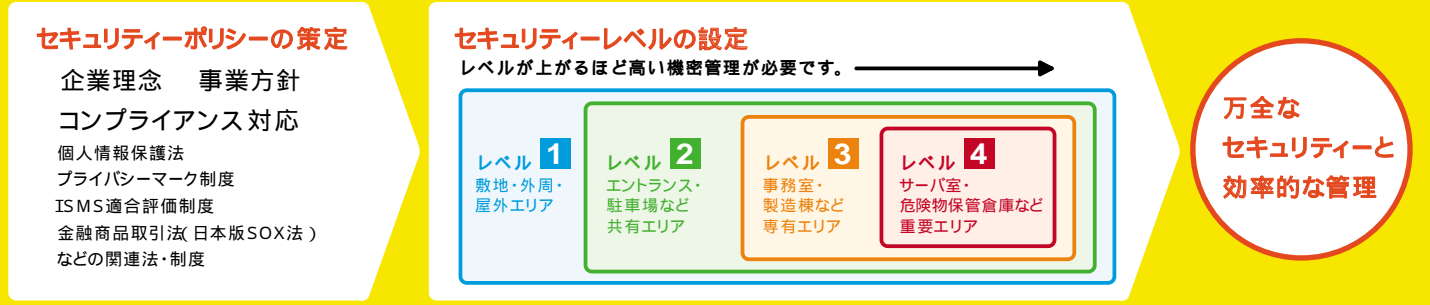 セキュリティーポリシーの策定
企業理念　事業方針
コンプライアンス対応
個人情報保護法
プライバシーマーク制度
ISMS適合評価制度
金融商品取引法(日本版SOX法)
などの関連法・制度
セキュリティーレベルの設定
レベルが上がるほど高い機密管理が必要です。
レベル 1
敷地・外周・
屋外エリア
レベル 2
エントランス・
駐車場など
共有エリア
レベル 3
事務室・
製造棟など
専有エリア
レベル 4
サーバ室・
危険物保管倉庫など
重要エリア
万全な
セキュリティーと
効率的な管理